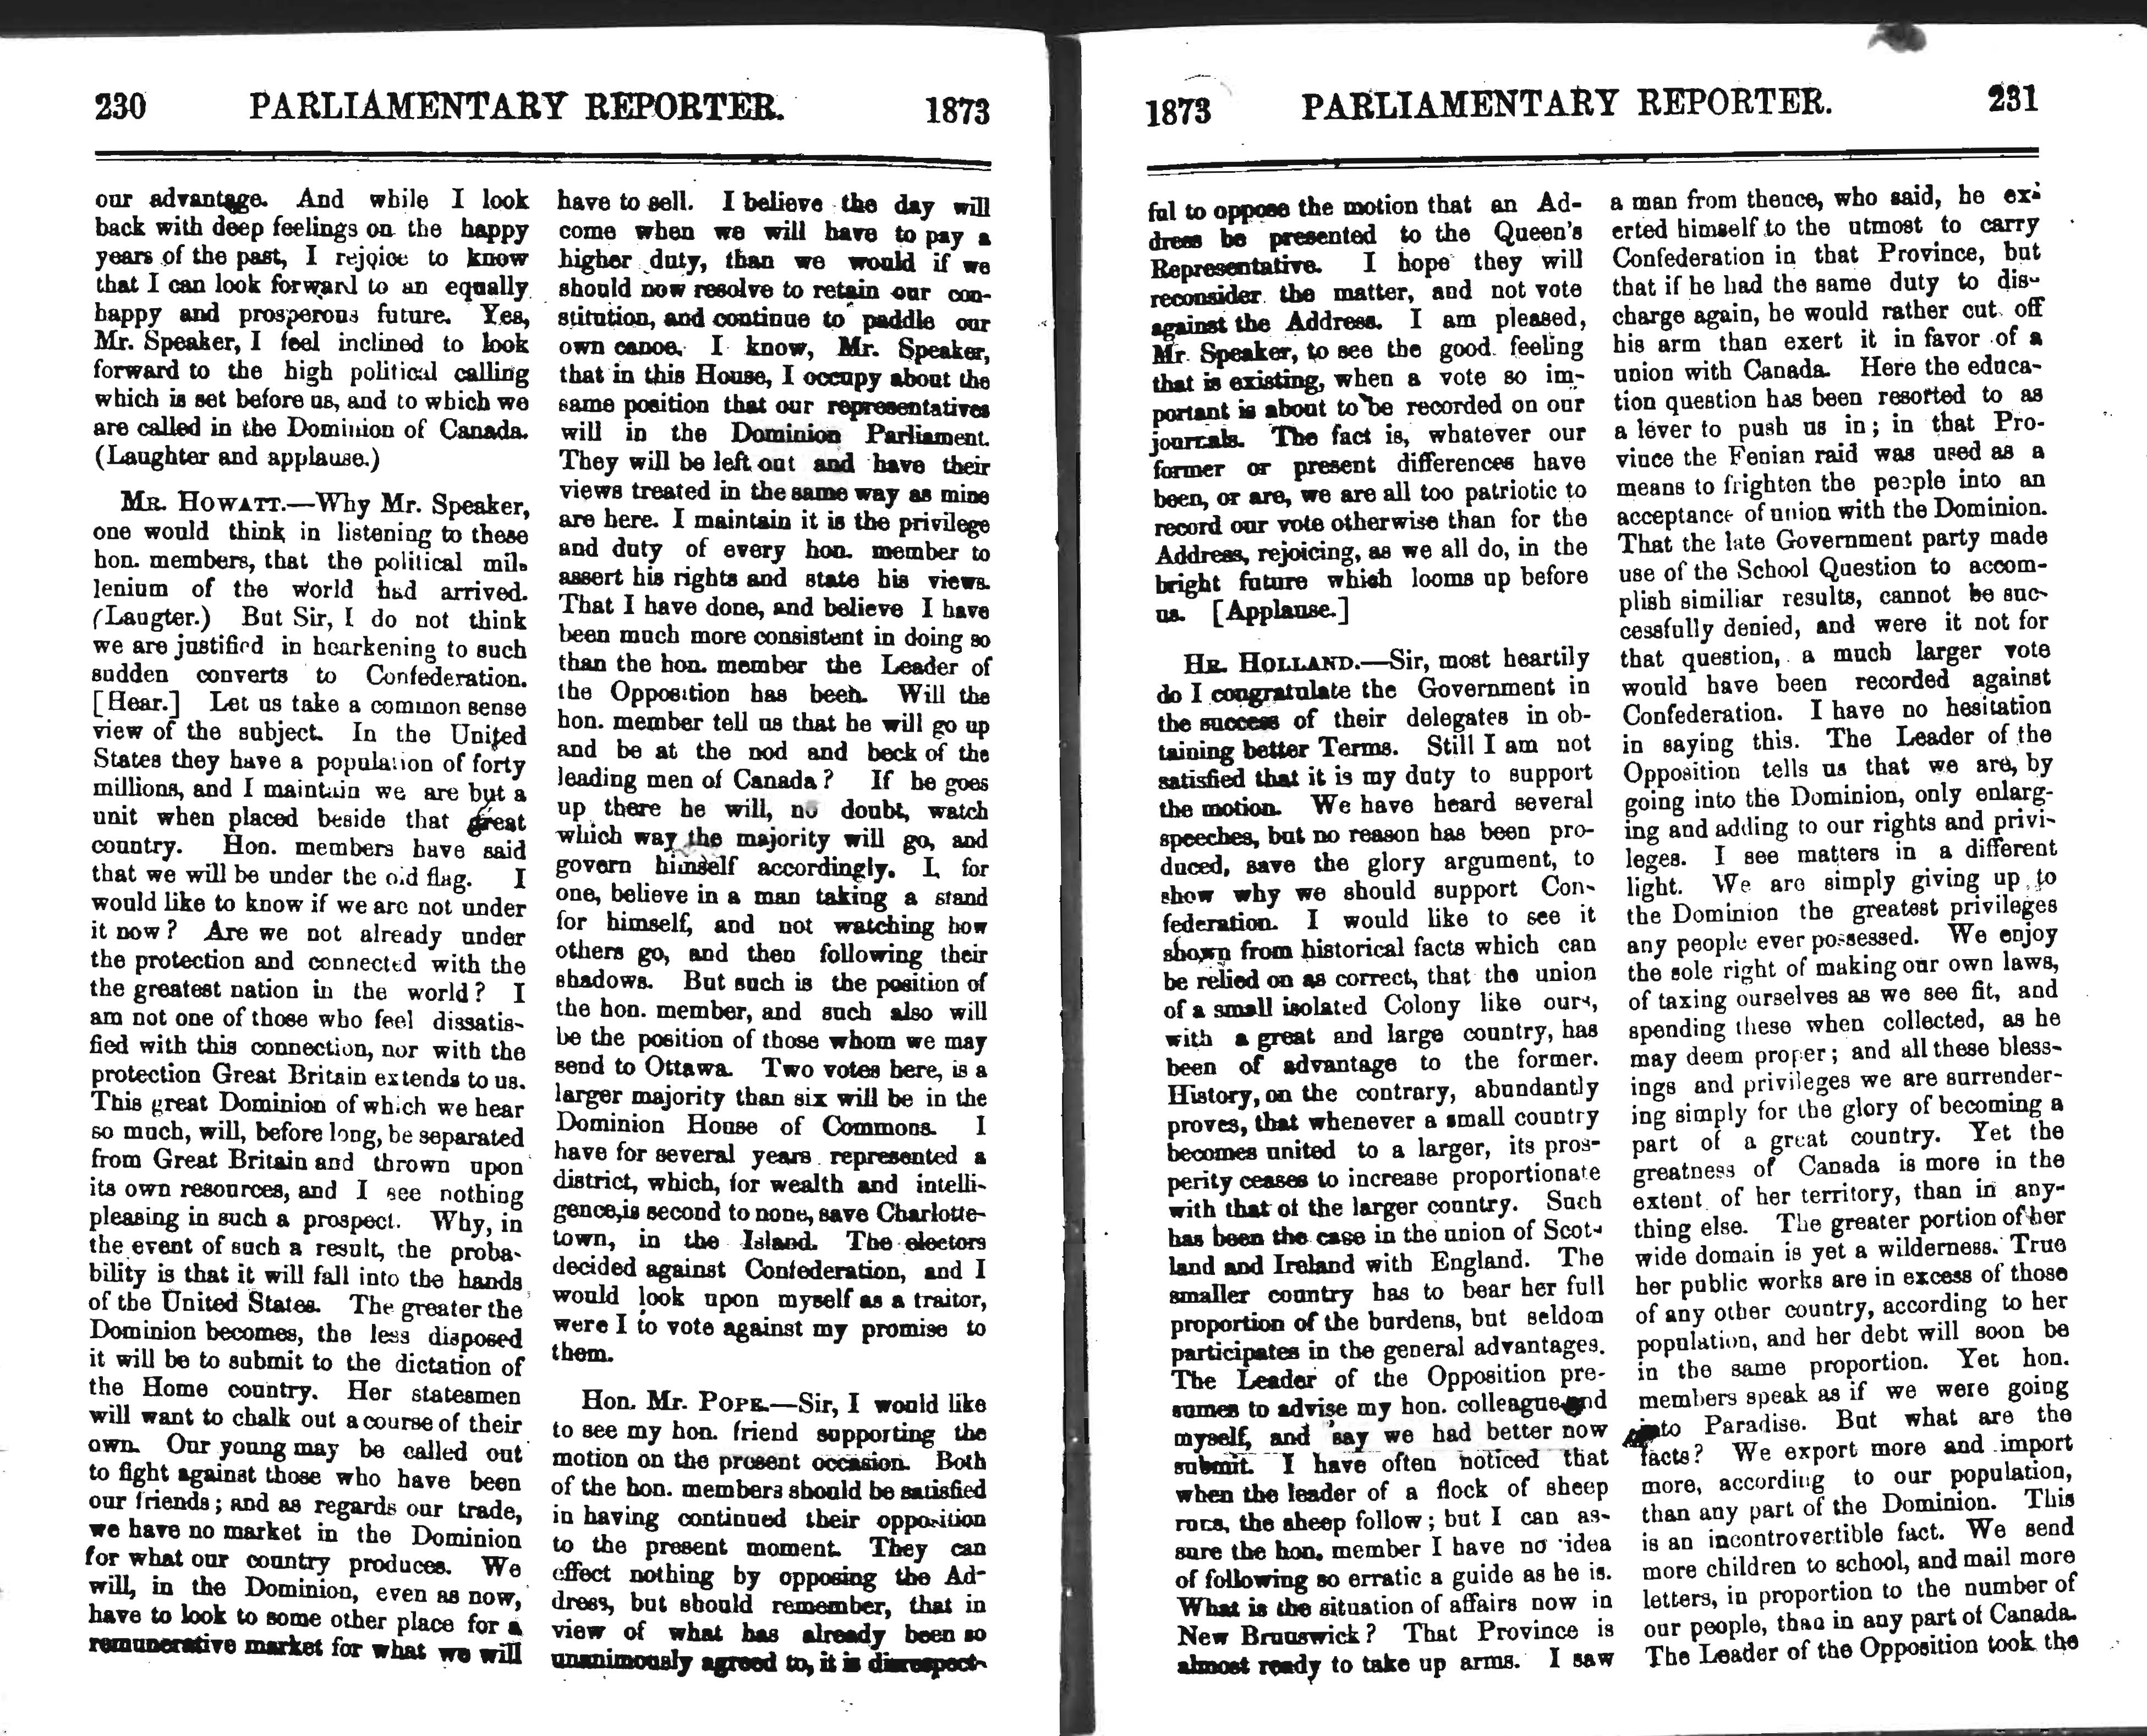 230 PARLIAMENTARY REPORTER. 1873
our advantage. And while I look
back with deep feelings on the happy
years of the past, I rejoice to know
that I can look forward to an equally
happy and prosperous future. Yes,
Mr. Speaker, I feel inclined to look
forward to the high political calling
which is set before us, and to which we
are called in the Dominion of Canada.
(Laughter and applause.)
MR. HOWATT.—Why Mr. Speaker,
one would think in listening to these
hon. members, that the political mil-
lenium of the world had arrived.
(Laugter.) But Sir, I do not think
we are justified in hearkening to such
sudden converts to Confederation.
[Hear.] Let us take a common sense
view of the subject. In the United
States they have a population of forty
millions, and I maintain we are but a
unit when placed beside that great
country. Hon. members have said
that we will be under the old flag. I
would like to know if we are not under
it now? Are we not already under
the protection and connected with the
the greatest nation in the world? I
am not one of those who feel dissatis-
fied with this connection, nor with the
protection Great Britain extends to us.
This great Dominion of which we hear
so much, will, before long, be separated
from Great Britain and thrown upon
its own resources, and I see nothing
pleasing in such a prospect. Why, in
the event of such a result, the proba-
bility is that it will fall into the hands
of the United States. The greater the
Dominion becomes, the less disposed
it will be to submit to the dictation of
the Home country. Her statesmen
will want to chalk out a course of their
own. Our young may be called out
to fight against those who have been
our friends; and as regards our trade,
we have no market in the Dominion
for what our country produces. We
will, in the Dominion, even as now,
have to look to some other place for a
remunerative market for what we will
have to sell. I believe the day will
come when we will have to pay a
higher duty, than we would if we
should now resolve to retain our con-
stitution, and continue to paddle our
own canoe. I know, Mr. Speaker,
that in this House, I occupy about the
same position that our representatives
will in the Dominion Parliament.
They will be left out and have their
views treated in the same way as mine
are here. I maintain it is the privilege
and duty of every hon. member to
assert his rights and state his views.
That I have done, and believe I have
been much more consistent in doing so
than the hon. member the Leader of
the Opposition has been. Will the
hon. member tell us that he will go up
and be at the nod and beck of the
leading men of Canada? If he goes
up there he will, no doubt, watch
which way the majority will go, and
govern himself accordingly. I, for
one, believe in a man taking a stand
for himself, and not watching how
others go, and then following their
shadows. But such is the position of
the hon. member, and such also will
be the position of those whom we may
send to Ottawa. Two votes here, is a
larger majority than six will be in the
Dominion House of Commons. I
have for several years represented a
district, which, for wealth and intelli-
gence,is second to none, save Charlotte-
town, in the Island. The electors
decided against Confederation, and I
would look upon myself as a traitor,
were I to vote against my promise to
them.
Hon. Mr. POPE.—Sir, I would like
to see my hon. friend supporting the
motion on the present occasion. Both
of the hon. members should be satisfied
in having continued their opposition
to the present moment. They can
effect nothing by opposing the Ad-
dress, but should remember, that in
view of what has already been so
unanimously agreed to, it is disrespect-
1873 PARLIAMENTARY REPORTER. 231
ful to oppose the motion that an Ad-
dress be presented to the Queen's
Representative. I hope they will
reconsider the matter, and not vote
against the Address. I am pleased,
Mr. Speaker, to see the good feeling
that is existing, when a vote so im-
portant is about to be recorded on our
journals. The fact is, whatever our
former or present differences have
been, or are, we are all too patriotic to
record our vote otherwise than for the
Address, rejoicing, as we all do, in the
bright future which looms up before
us. [Applause.]
HR. HOLLAND.—Sir, most heartily
do I congratulate the Government in
the success of their delegates in ob-
taining better Terms. Still I am not
satisfied that it is my duty to support
the motion. We have heard several
speeches, but no reason has been pro-
duced, save the glory argument, to
show why we should support Con-
federation. I would like to see it
shown from historical facts which can
be relied on as correct, that the union
of a small isolated Colony like ours,
with a great and large country, has
been of advantage to the former.
History, on the contrary, abundantly
proves, that whenever a small country
becomes united to a larger, its pros-
perity ceases to increase proportionate
with that of the larger country. Such
has been the case in the union of Scot-
land and Ireland with England. The
smaller country has to bear her full
proportion of the burdens, but seldom
participates in the general advantages.
The Leader of the Opposition pre-
sumes to advise my hon. colleague and
myself, and say we had better now
submit. I have often noticed that
when the leader of a flock of sheep
runs, the sheep follow; but I can as-
sure the hon. member I have no idea
of following so erratic a guide as he is.
What is the situation of affairs now in
New Brunswick? That Province is
almost ready to take up arms. I saw
a man from thence, who said, he ex-
erted himself to the utmost to carry
Confederation in that Province, but
that if he had the same duty to dis-
charge again, he would rather cut off
his arm than exert it in favor of a
union with Canada. Here the educa-
tion question has been resorted to as
a lever to push us in; in that Pro-
vince the Fenian raid was used as a
means to frighten the people into an
acceptance of union with the Dominion.
That the late Government party made
use of the School Question to accom-
plish similiar results, cannot be suc-
cessfully denied, and were it not for
that question, a much larger vote
would have been recorded against
Confederation. I have no hesitation
in saying this. The Leader of the
Opposition tells us that we are, by
going into the Dominion, only enlarg-
ing and adding to our rights and privi-
leges. I see matters in a different
light. We are simply giving up to
the Dominion the greatest privileges
any people ever possessed. We enjoy
the sole right of making our own laws,
of taxing ourselves as we see fit, and
spending these when collected, as he
may deem proper; and all these bless-
ings and privileges we are surrender-
ing simply for the glory of becoming a
part of a great country. Yet the
greatness of Canada is more in the
extent of her territory, than in any-
thing else. The greater portion of her
wide domain is yet a wilderness. True
her public works are in excess of those
of any other country, according to her
population, and her debt will soon be
in the same proportion. Yet hon.
members speak as if we were going
into Paradise. But what are the
facts? We export more and import
more, according to our population,
than any part of the Dominion. This
is an incontrovertible fact. We send
more children to school, and mail more
letters, in proportion to the number of
our people, than in any part of Canada.
The Leader of the Opposition took the